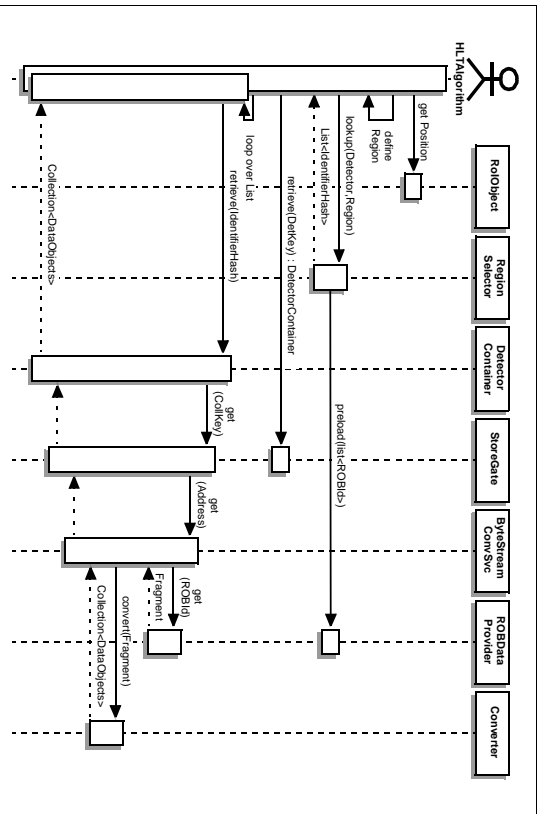 HLTAlgorithm
RoIObject
Region
Selector
Detector
Container
StoreGate
ByteStream
ConvSvc
ROBData
Provider
Converter
get Position
define
Region
lookup(Detector,Region)
List<IdentifierHash>
preload(list<ROBId>)
retrieve(DetKey) : DetectorContainer
loop over List
retrieve(IdentifierHash)
get
(CollKey)
get
(Address)
get
(ROBId)
Fragment
convert(Fragment)
Collection<DataObjects>
Collection<DataObjects>